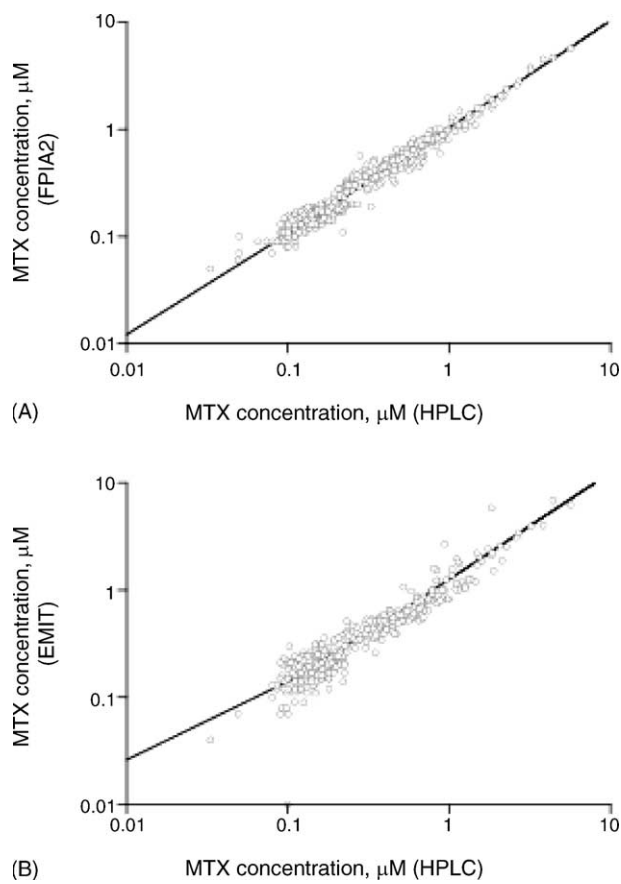 10
1
0.1
0.01
MTX concentration, μM
(FPIA2)
0.01 0.1 1 10
(A) MTX concentration, μM (HPLC)
10
1
0.1
0.01
MTX concentration, μM
(EMIT)
0.01 0.1 1 10
(B) MTX concentration, μM (HPLC)